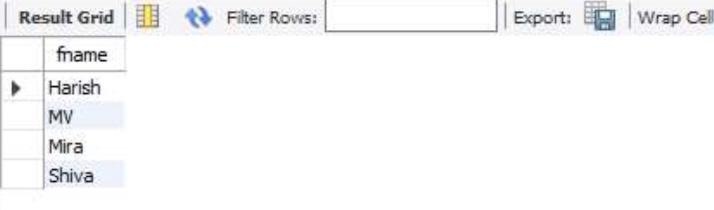 Result Grid Filter Rows: Export: Wrap Cell
fname
Harish
MV
Mira
Shiva